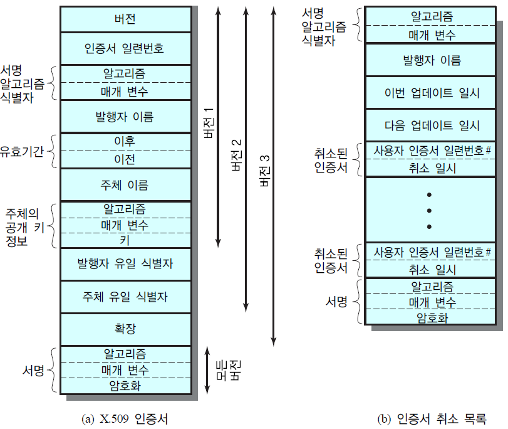 버전
인증서 일련번호
서명
알고리즘
식별자
알고리즘
매개 변수
발행자 이름
유효기간
이후
이전
주체 이름
주체의
공개 키
정보
알고리즘
매개 변수
키
발행자 유일 식별자
주체 유일 식별자
확장
서명
알고리즘
매개 변수
암호화
버전 1
버전 2
버전 3
모든
버전
(a) X.509 인증서
서명
알고리즘
식별자
알고리즘
매개 변수
발행자 이름
이번 업데이트 일시
다음 업데이트 일시
취소된
인증서
사용자 인증서 일련번호#
취소 일시
취소된
인증서
사용자 인증서 일련번호#
취소 일시
서명
알고리즘
매개 변수
암호화
(b) 인증서 취소 목록